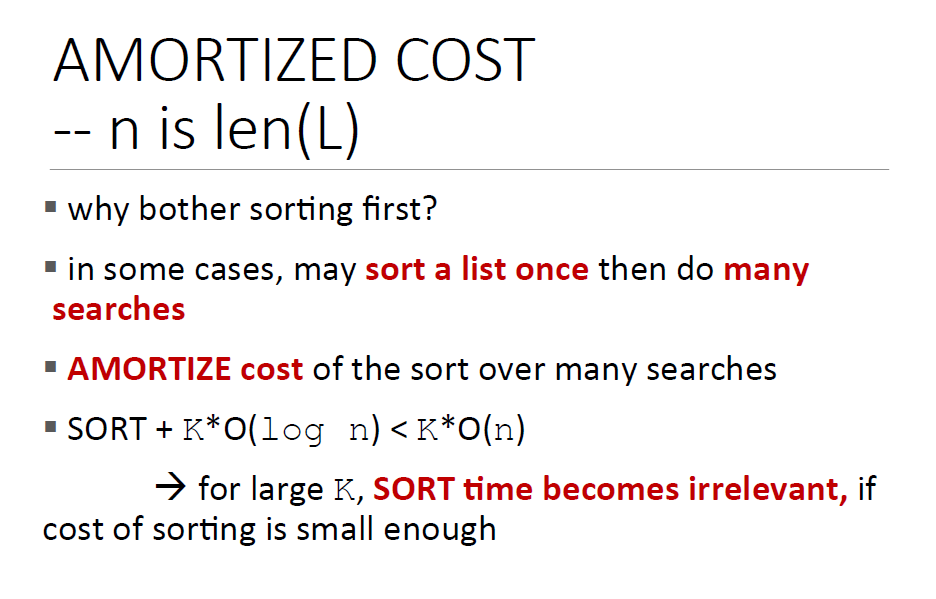 AMORTIZED COST
-- n is len(L)
▪ why bother sorting first?
▪ in some cases, may sort a list once then do many
searches
▪ AMORTIZE cost of the sort over many searches
▪ SORT + K*O(log n) < K*O(n)
→ for large K, SORT time becomes irrelevant, if
cost of sorting is small enough